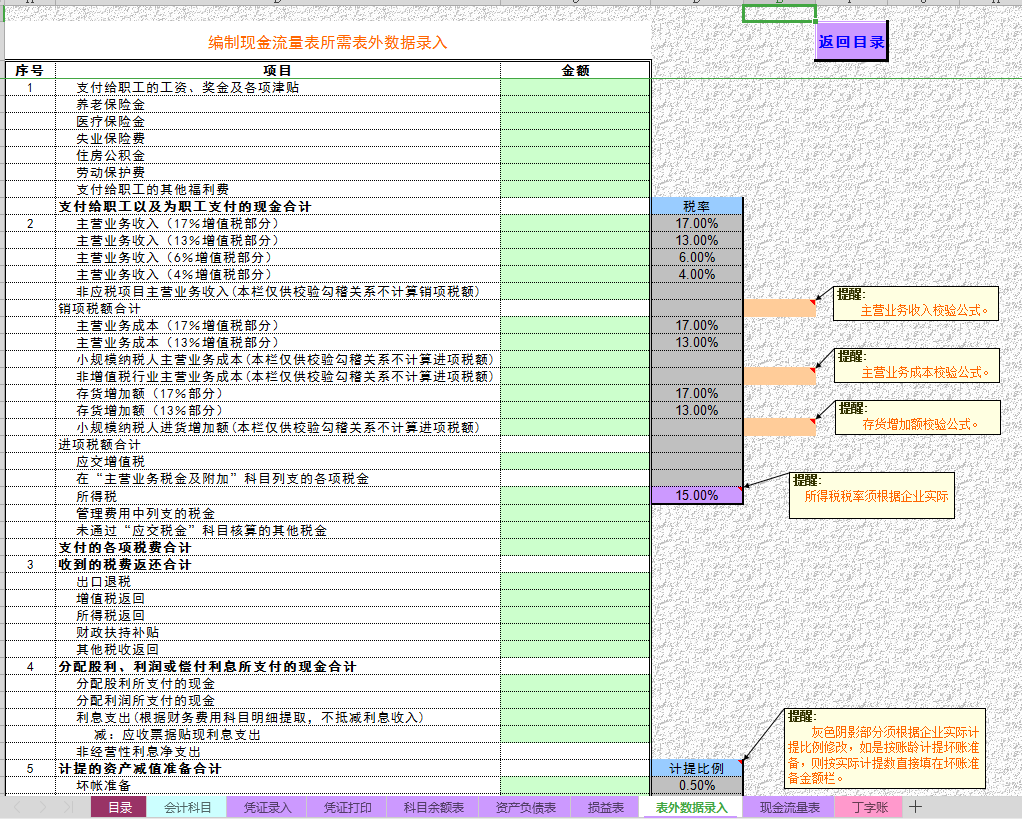 编制现金流量表所需表外数据录入
返回目录
序号 项目 金额
1 支付给职工的工资、奖金及各项津贴
养老保险金
医疗保险金
失业保险费
住房公积金
劳动保护费
支付给职工的其他福利费
支付给职工以及为职工支付的现金合计 税率
2 主营业务收入（17%增值税部分） 17.00%
主营业务收入（13%增值税部分） 13.00%
主营业务收入（6%增值税部分） 6.00%
主营业务收入（4%增值税部分） 4.00%
非应税项目主营业务收入(本栏仅供校验勾稽关系不计算销项税额)
提醒:
主营业务收入校验公式。
销项税额合计
主营业务成本（17%增值税部分） 17.00%
主营业务成本（13%增值税部分） 13.00%
小规模纳税人主营业务成本(本栏仅供校验勾稽关系不计算进项税额)
提醒:
主营业务成本模验公式。
非增值税行业主营业务成本(本栏仅供校验勾稽关系不计算进项税额)
存货增加额（17%部分） 17.00%
存货增加额（13%部分） 13.00%
提醒:
存货增加额校验公式。
小规模纳税人进货增加额(本栏仅供校验勾稽关系不计算进项税额)
进项税额合计
应交增值税
在“主营业务税金及附加”科目列支的各项税金
提醒:
所得税税率须根据企业实际
所得税 15.00%
管理费用中列支的税金
未通过“应交税金”科目核算的其他税金
支付的各项税费合计
3 收到的税费返还合计
出口退税
增值税返回
所得税返回
财政扶持补贴
其他税收返回
4 分配股利、利润或偿付利息所支付的现金合计
分配股利所支付的现金
分配利润所支付的现金
利息支出(根据财务费用科目明细提取，不抵减利息收入)
减：应收票据贴现利息支出
非经营性利息净支出
提醒:
灰色阴影部分须根据企业实际计
提比例修改，如是按账龄计提坏账准
备，则按实际计提数直接填在坏账准
备金额栏。
5 计提的资产减值准备合计 计提比例
坏帐准备 0.50%
目录 会计科目 凭证录入 凭证打印 科目余额表 资产负债表 损益表 表外数据录入 现金流量表 丁字账 +